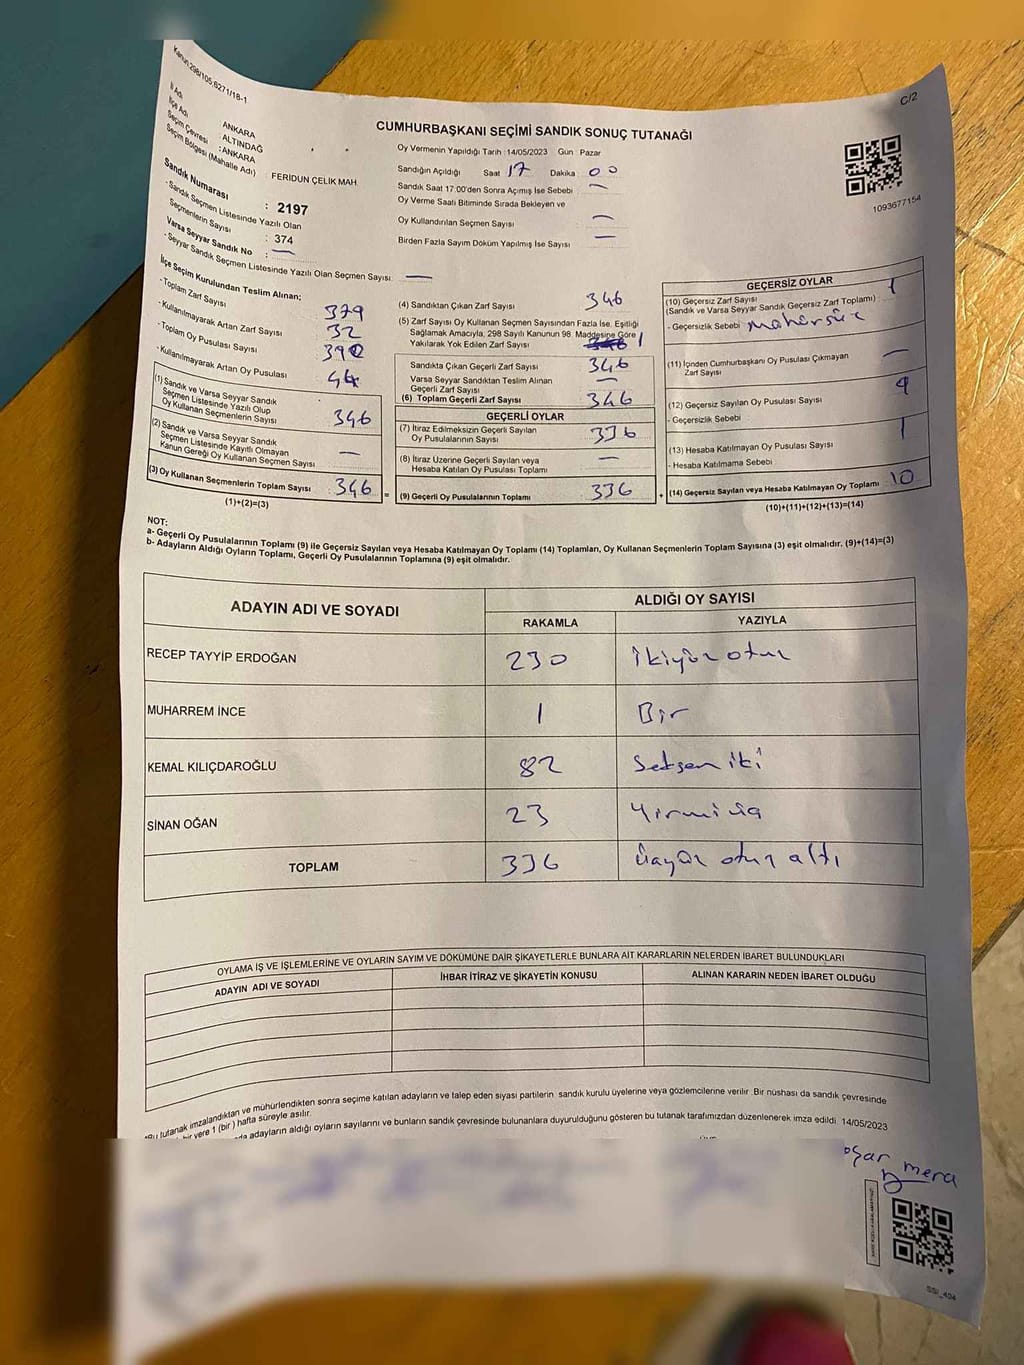 Kanun:298/105;6271/18-1
C/2
CUMHURBAŞKANI SEÇİMİ SANDIK SONUÇ TUTANAĞI
İl Adı : ANKARA
İlçe Adı : ALTINDAĞ
Seçim Çevresi : ANKARA
Seçim Bölgesi (Mahalle Adı) FERİDUN ÇELİK MAH
Sandık Numarası : 2197
- Sandık Seçmen Listesinde Yazılı Olan
Seçmenlerin Sayısı : 374
Varsa Seyyar Sandık No : —
- Seyyar Sandık Seçmen Listesinde Yazılı Olan Seçmen Sayısı: —
Oy Vermenin Yapıldığı Tarih :14/05/2023 Gün : Pazar
Sandığın Açıldığı Saat 17 Dakika 00
Sandık Saat 17:00'den Sonra Açımış İse Sebebi —
Oy Verme Saati Bitiminde Sırada Bekleyen ve
Oy Kullandırılan Seçmen Sayısı —
Birden Fazla Sayım Döküm Yapılmış İse Sayısı —
1093677154
İlçe Seçim Kurulundan Teslim Alınan;
- Toplam Zarf Sayısı 379
- Kullanılmayarak Artan Zarf Sayısı 32
- Toplam Oy Pusulası Sayısı 390
- Kullanılmayarak Artan Oy Pusulası 44
(1) Sandık ve Varsa Seyyar Sandık
Seçmen Listesinde Yazılı Olup
Oy Kullanan Seçmenlerin Sayısı 346
(2) Sandık ve Varsa Seyyar Sandık
Seçmen Listesinde Kayıtlı Olmayan
Kanun Gereği Oy Kullanan Seçmen Sayısı —
(3) Oy Kullanan Seçmenlerin Toplam Sayısı 346 =
(1)+(2)=(3)
(4) Sandıktan Çıkan Zarf Sayısı 346
(5) Zarf Sayısı Oy Kullanan Seçmen Sayısından Fazla İse, Eşitliği
Sağlamak Amacıyla, 298 Sayılı Kanunun 98. Maddesine Göre
Yakılarak Yok Edilen Zarf Sayısı
Sandıkta Çıkan Geçerli Zarf Sayısı 346
Varsa Seyyar Sandıktan Teslim Alınan
Geçerli Zarf Sayısı —
(6) Toplam Geçerli Zarf Sayısı 346
GEÇERLİ OYLAR
(7) İtiraz Edilmeksizin Geçerli Sayılan
Oy Pusulalarının Sayısı 336
(8) İtiraz Üzerine Geçerli Sayılan veya
Hesaba Katılan Oy Pusulası Toplamı —
(9) Geçerli Oy Pusulalarının Toplamı 336 +
GEÇERSİZ OYLAR
(10) Geçersiz Zarf Sayısı
(Sandık ve Varsa Seyyar Sandık Geçersiz Zarf Toplamı) : 1
- Geçersizlik Sebebi
(11) İçinden Cumhurbaşkanı Oy Pusulası Çıkmayan
Zarf Sayısı —
(12) Geçersiz Sayılan Oy Pusulası Sayısı
- Geçersizlik Sebebi
(13) Hesaba Katılmayan Oy Pusulası Sayısı 1
- Hesaba Katılmama Sebebi
(14) Geçersiz Sayılan veya Hesaba Katılmayan Oy Toplamı : 10
(10)+(11)+(12)+(13)=(14)
NOT:
a- Geçerli Oy Pusulalarının Toplamı (9) ile Geçersiz Sayılan veya Hesaba Katılmayan Oy Toplamı (14) Toplamları, Oy Kullanan Seçmenlerin Toplam Sayısına (3) eşit olmalıdır. (9)+(14)=(3)
b- Adayların Aldığı Oyların Toplamı, Geçerli Oy Pusulalarının Toplamına (9) eşit olmalıdır.
ADAYIN ADI VE SOYADI ALDIĞI OY SAYISI
RAKAMLA YAZIYLA
RECEP TAYYİP ERDOĞAN 230 ikiyüz otuz
MUHARREM İNCE 1 Bir
KEMAL KILIÇDAROĞLU 82 Seksen iki
SİNAN OĞAN 23 Yirmi üç
TOPLAM 336 üçyüz otuz altı
OYLAMA İŞ VE İŞLEMLERİNE VE OYLARIN SAYIM VE DÖKÜMÜNE DAİR ŞİKAYETLERLE BUNLARA AİT KARARLARIN NELERDEN İBARET BULUNDUKLARI
ADAYIN ADI VE SOYADI İHBAR İTİRAZ VE ŞİKAYETİN KONUSU ALINAN KARARIN NEDEN İBARET OLDUĞU
Bu tutanak imzalandıktan ve mühürlendikten sonra seçime katılan adayların ve talep eden siyasi partilerin sandık kurulu üyelerine veya gözlemcilerine verilir. Bir nüshası da sandık çevresinde
bir yere 1 (bir) hafta süreyle asılır.
adayların aldığı oyların sayılarını ve bunların sandık çevresinde bulunanlara duyurulduğunu gösteren bu tutanak tarafımızdan düzenlenerek imza edildi. 14/05/2023
SSİ_404